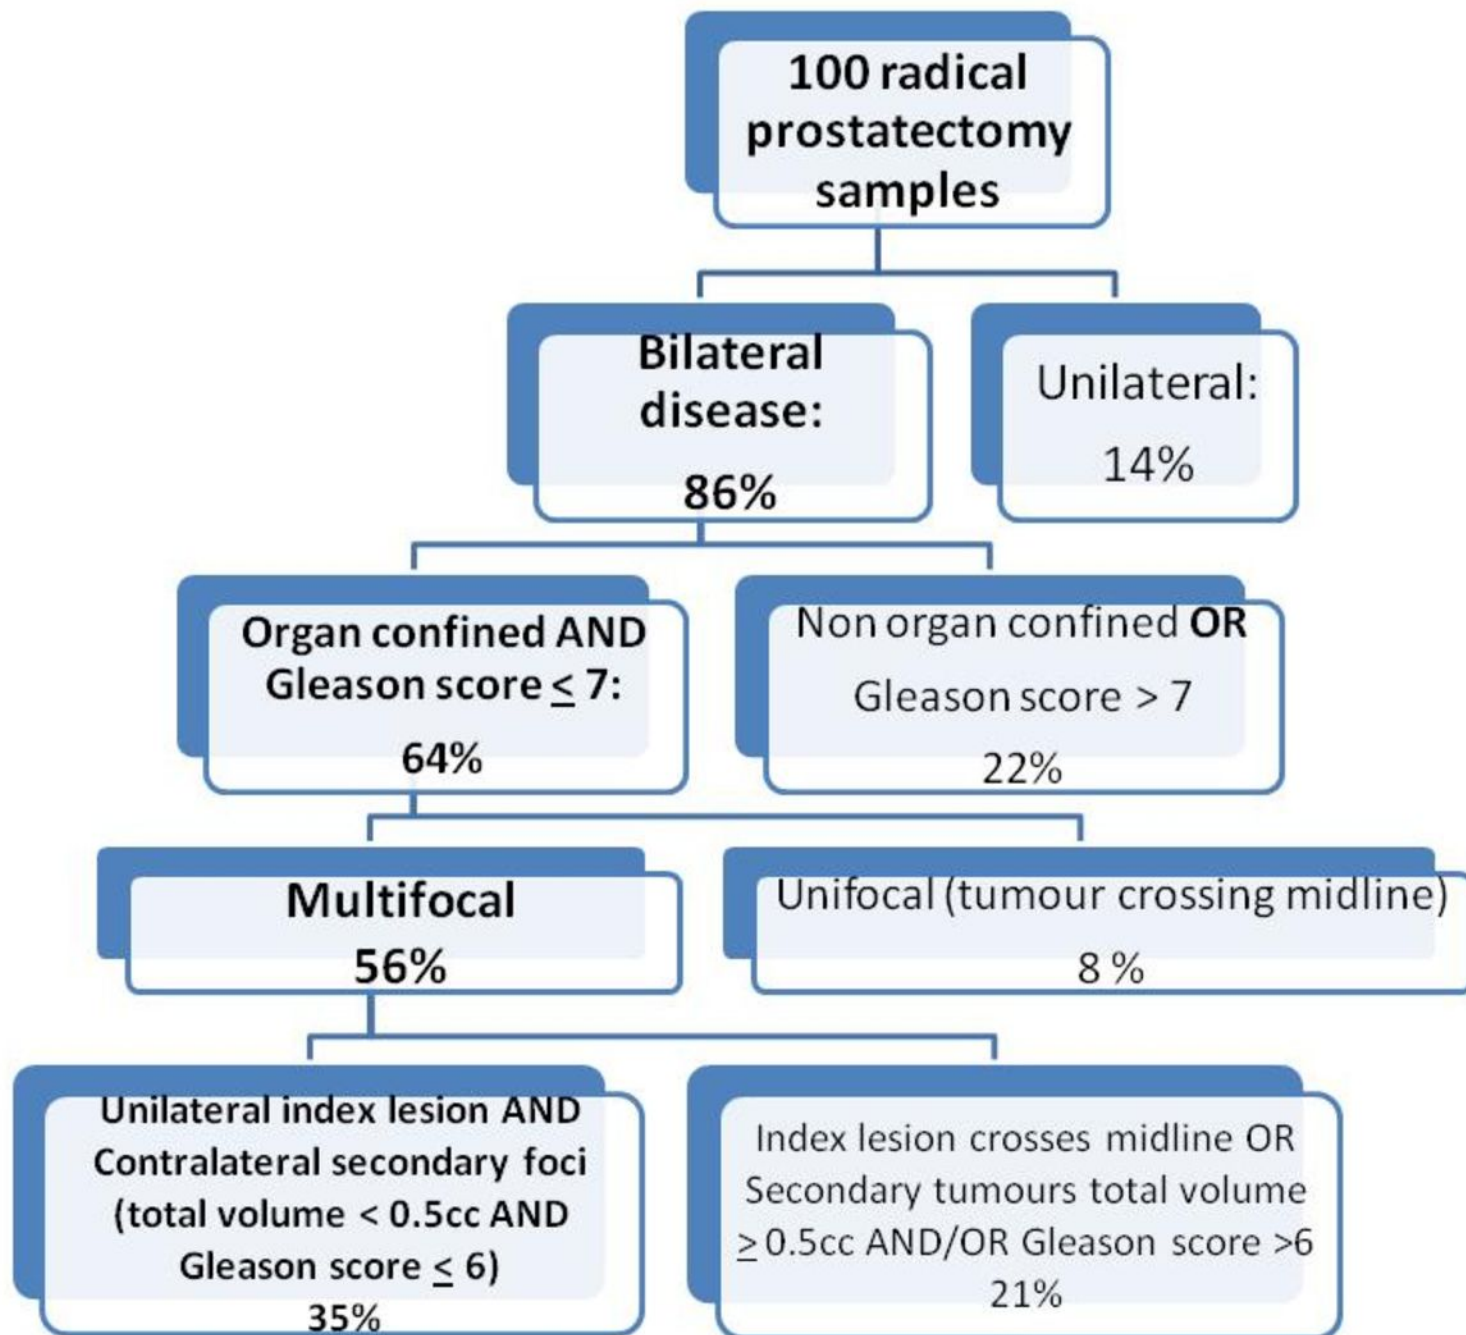 100 radical
prostatectomy
samples
Bilateral
disease:
86%
Unilateral:
14%
Organ confined AND
Gleason score ≤ 7:
64%
Non organ confined OR
Gleason score > 7
22%
Multifocal
56%
Unifocal (tumour crossing midline)
8 %
Unilateral index lesion AND
Contralateral secondary foci
(total volume < 0.5cc AND
Gleason score ≤ 6)
35%
Index lesion crosses midline OR
Secondary tumours total volume
≥ 0.5cc AND/OR Gleason score >6
21%